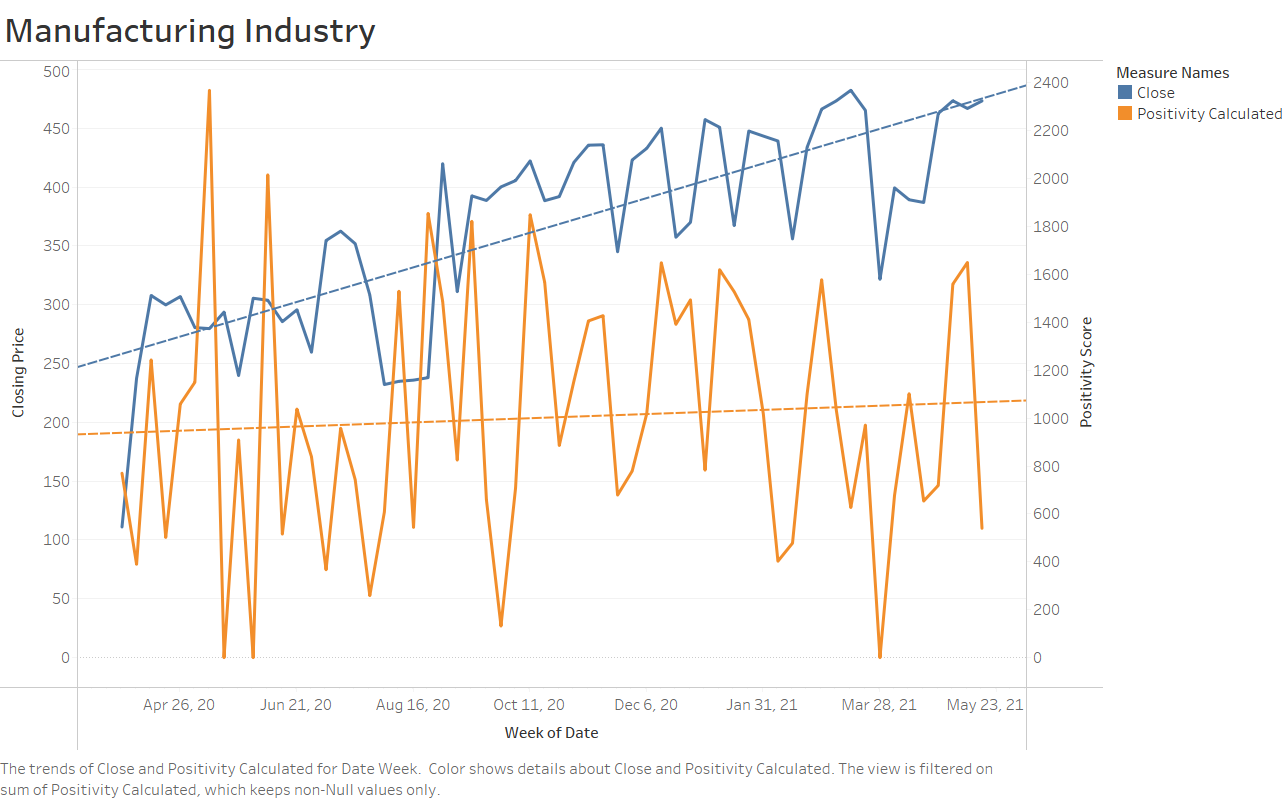 Manufacturing Industry
Measure Names
Close
Positivity Calculated
500
450
400
350
300
250
200
150
100
50
0
Closing Price
2400
2200
2000
1800
1600
1400
1200
1000
800
600
400
200
0
Positivity Score
Apr 26, 20 Jun 21, 20 Aug 16, 20 Oct 11, 20 Dec 6, 20 Jan 31, 21 Mar 28, 21 May 23, 21
Week of Date
The trends of Close and Positivity Calculated for Date Week. Color shows details about Close and Positivity Calculated. The view is filtered on
sum of Positivity Calculated, which keeps non-Null values only.